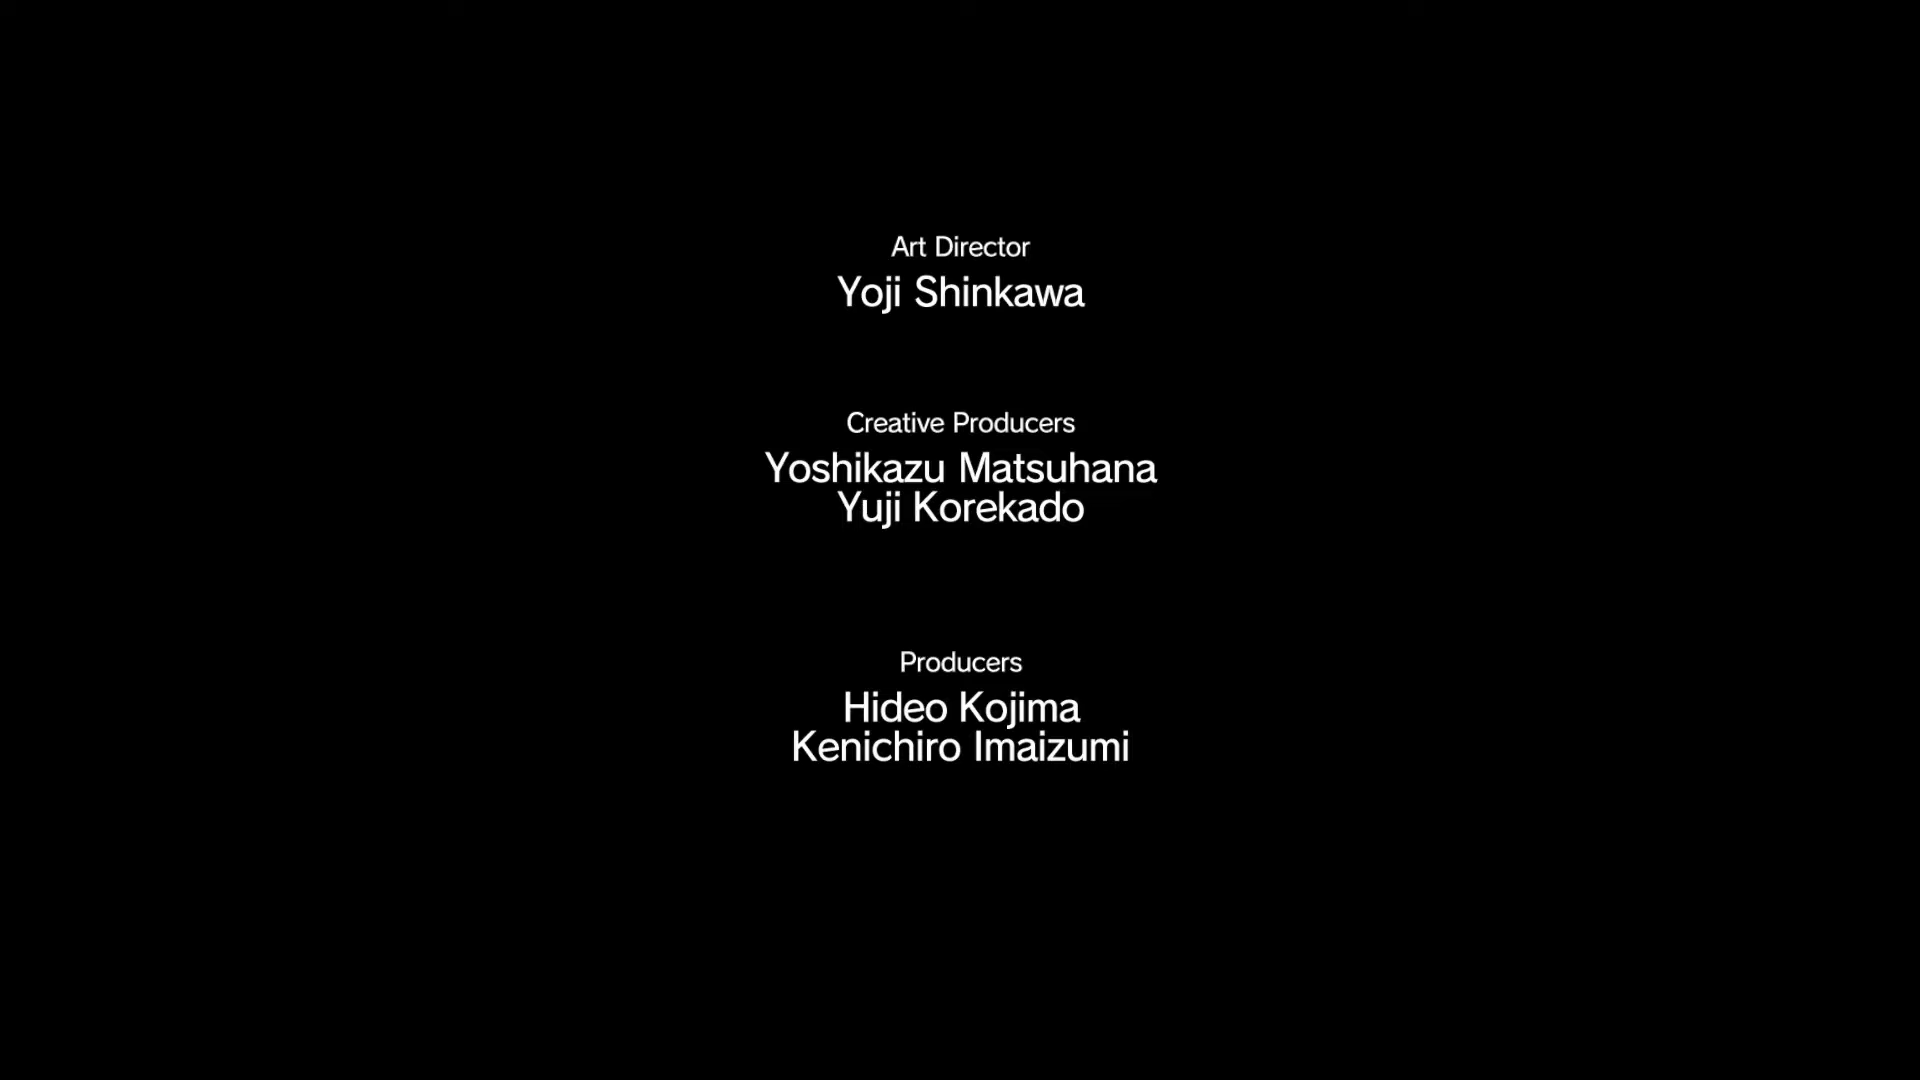 Art Director
Yoji Shinkawa
Creative Producers
Yoshikazu Matsuhana
Yuji Korekado
Producers
Hideo Kojima
Kenichiro Imaizumi